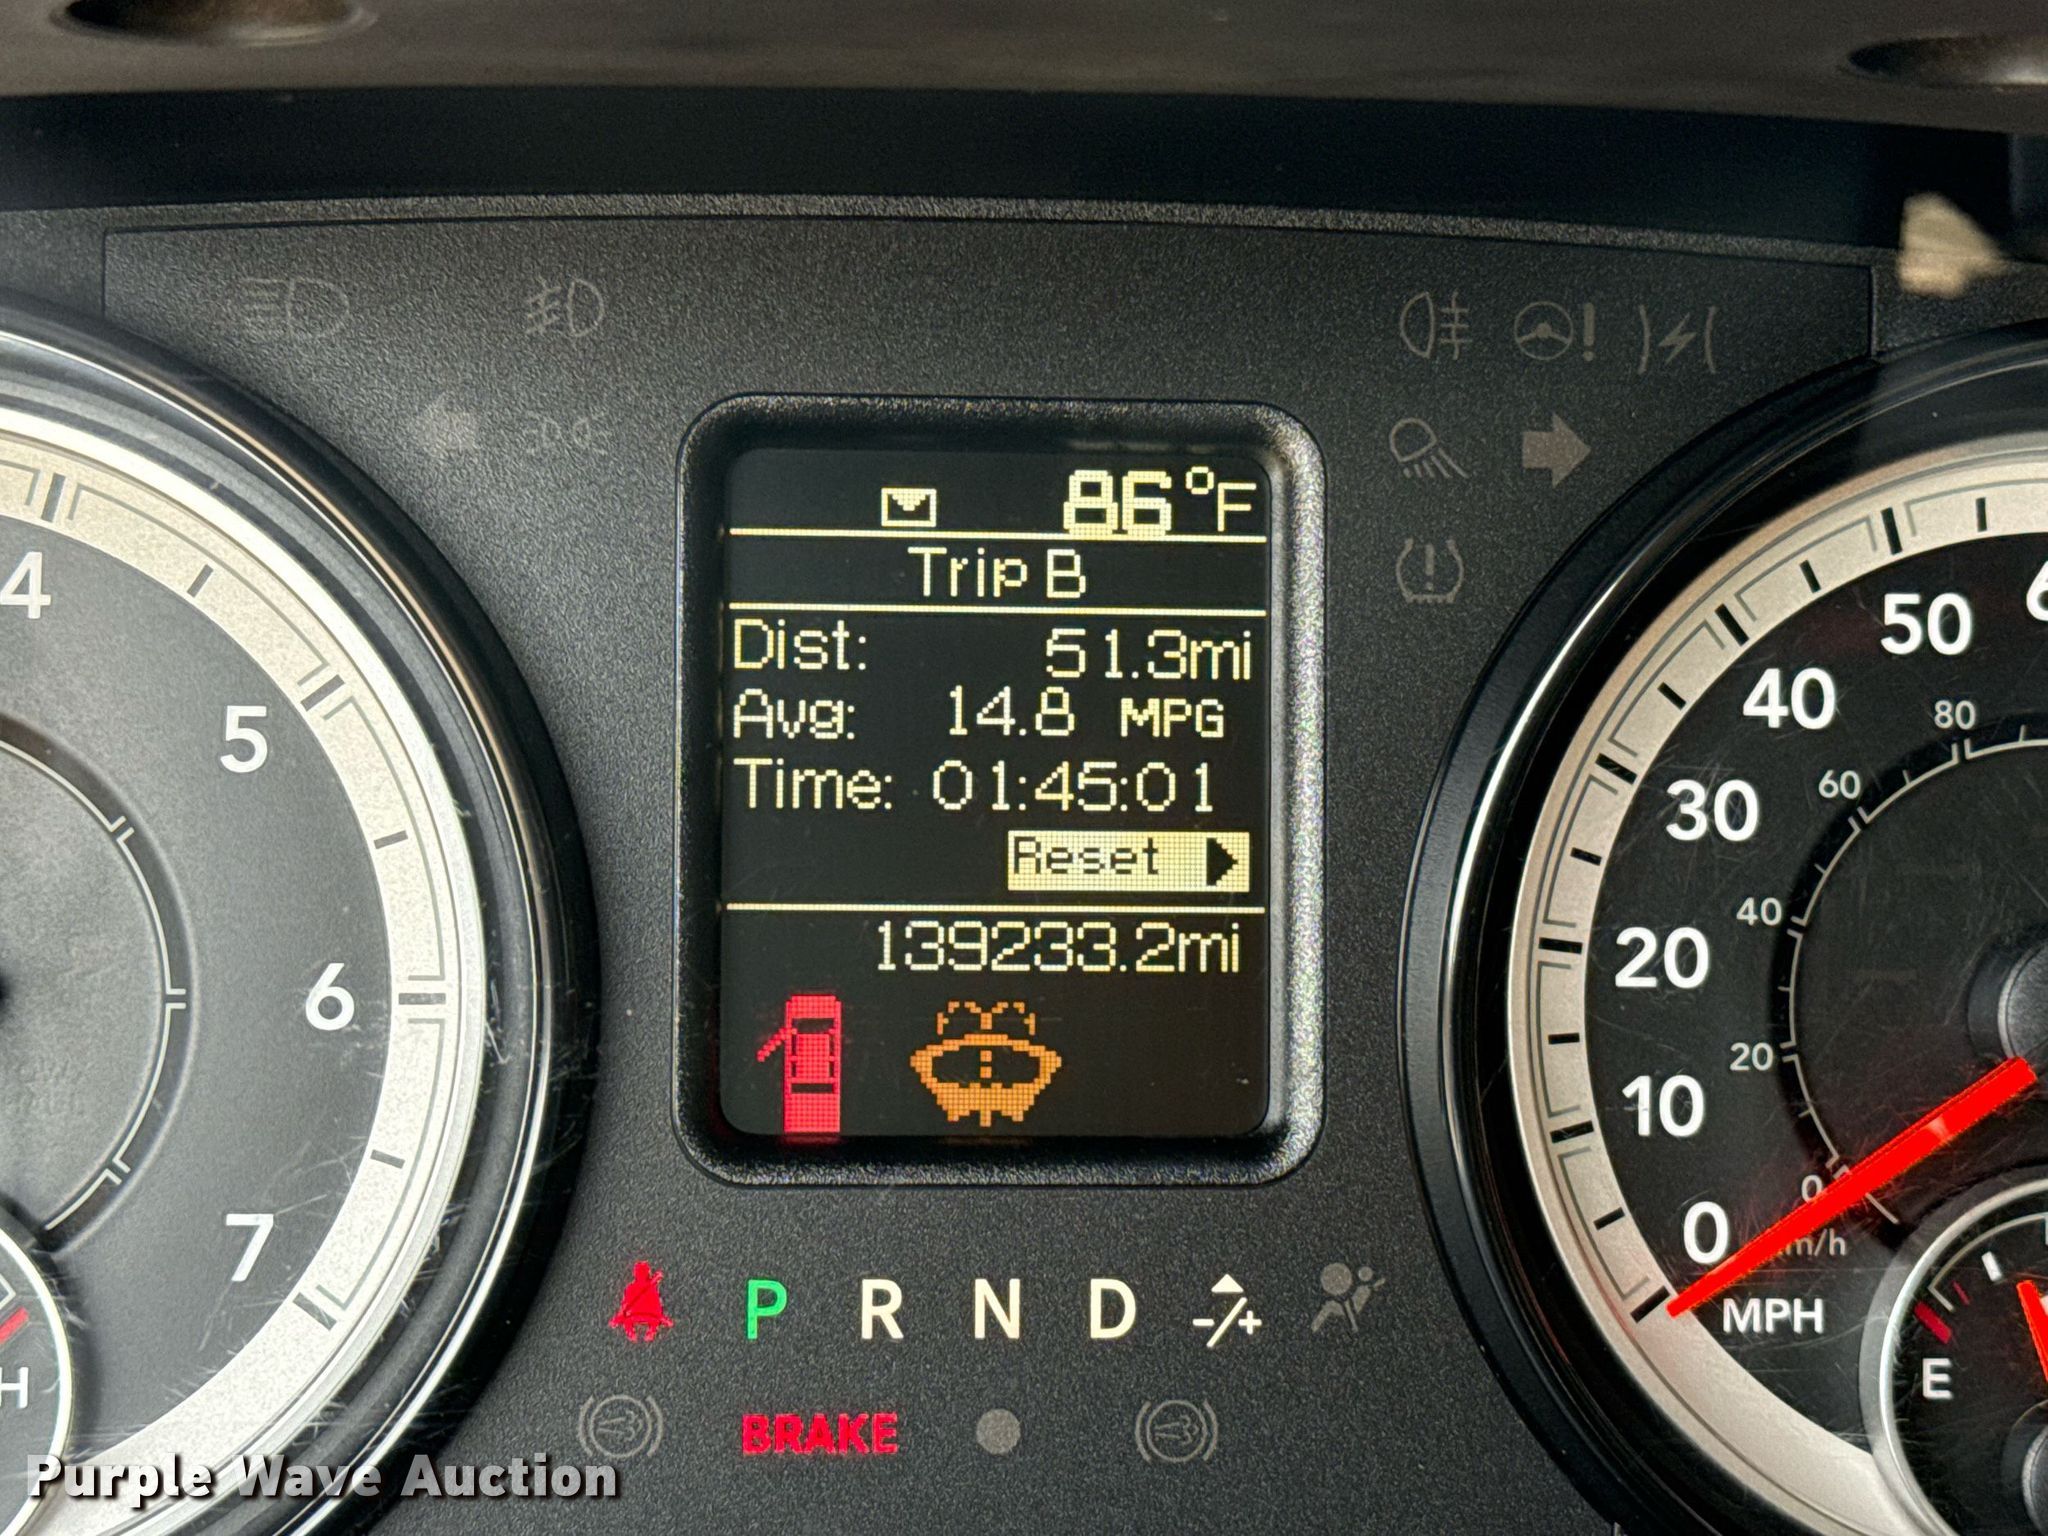 86°F
Trip B
Dist: 51.3mi
Avg: 14.8 MPG
Time: 01:45:01
Reset
139233.2mi
4
5
6
7
H
50
40
30
20
10
0
80
60
40
20
0
km/h
MPH
E
P R N D -/+
BRAKE
Purple Wave Auction